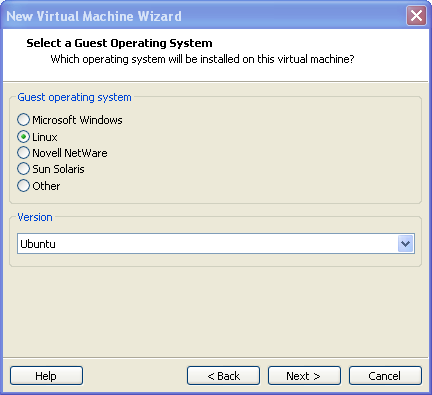 New Virtual Machine Wizard
Select a Guest Operating System
Which operating system will be installed on this virtual machine?
Guest operating system
Microsoft Windows
Linux
Novell NetWare
Sun Solaris
Other
Version
Ubuntu
Help
< Back
Next >
Cancel